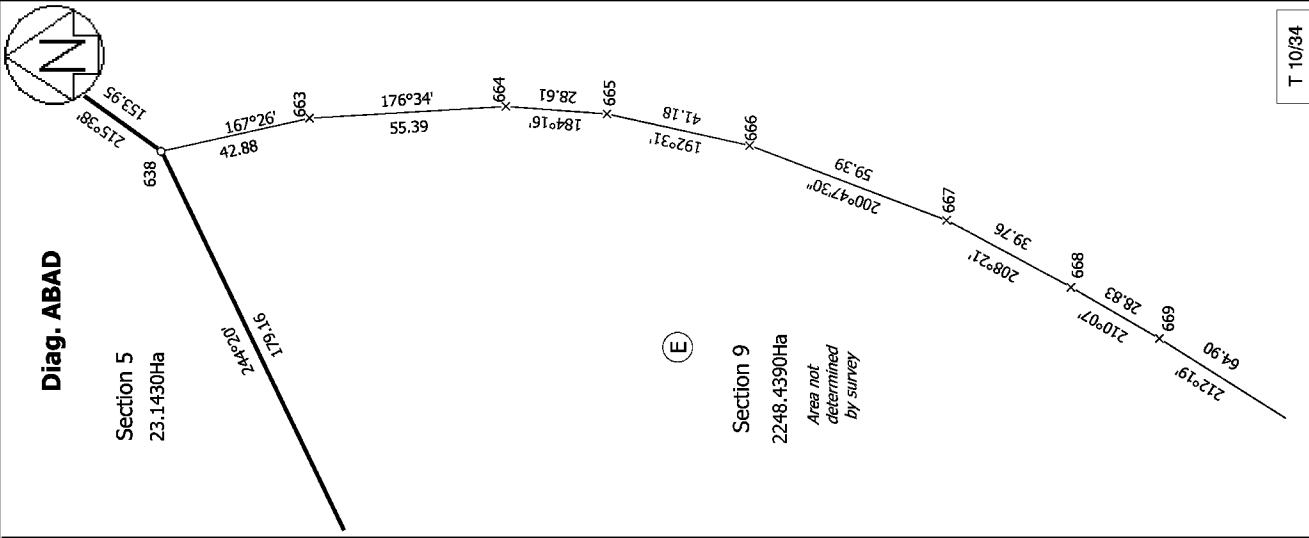 N
Diag. ABAD
153.95
215°38'
638
167°26'
42.88
663
176°34'
55.39
664
28.61
184°16'
665
41.18
192°31'
666
59.39
200°47'30"
667
39.76
208°21'
668
28.83
210°07'
669
64.90
212°19'
244°20'
179.16
Section 5
23.1430Ha
E
Section 9
2248.4390Ha
Area not
determined
by survey
T 10/34